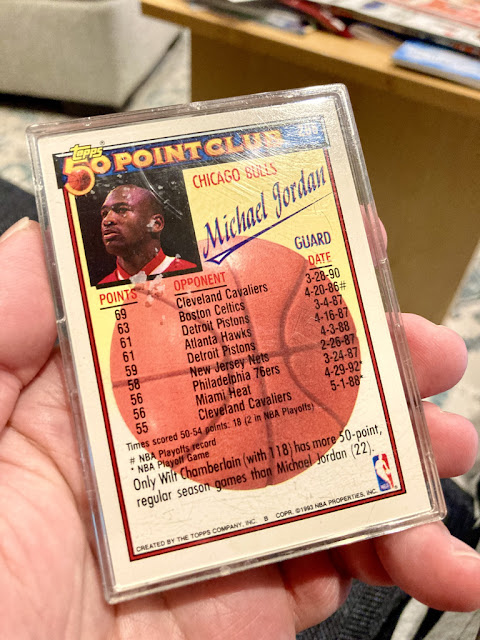 Topps
50 POINT CLUB 205
CHICAGO BULLS
Michael Jordan
GUARD
POINTS OPPONENT DATE
69 Cleveland Cavaliers 3-28-90
63 Boston Celtics 4-20-86#
61 Detroit Pistons 3-4-87
61 Atlanta Hawks 4-16-87
59 Detroit Pistons 4-3-88
58 New Jersey Nets 2-26-87
56 Philadelphia 76ers 3-24-87
56 Miami Heat 4-29-92*
55 Cleveland Cavaliers 5-1-88*
Times scored 50-54 points: 18 (2 in NBA Playoffs)
# NBA Playoffs record
* NBA Playoff Game
Only Wilt Chamberlain (with 118) has more 50-point,
regular season games than Michael Jordan (22).
NBA
CREATED BY THE TOPPS COMPANY, INC. B COPR. ©1993 NBA PROPERTIES, INC.